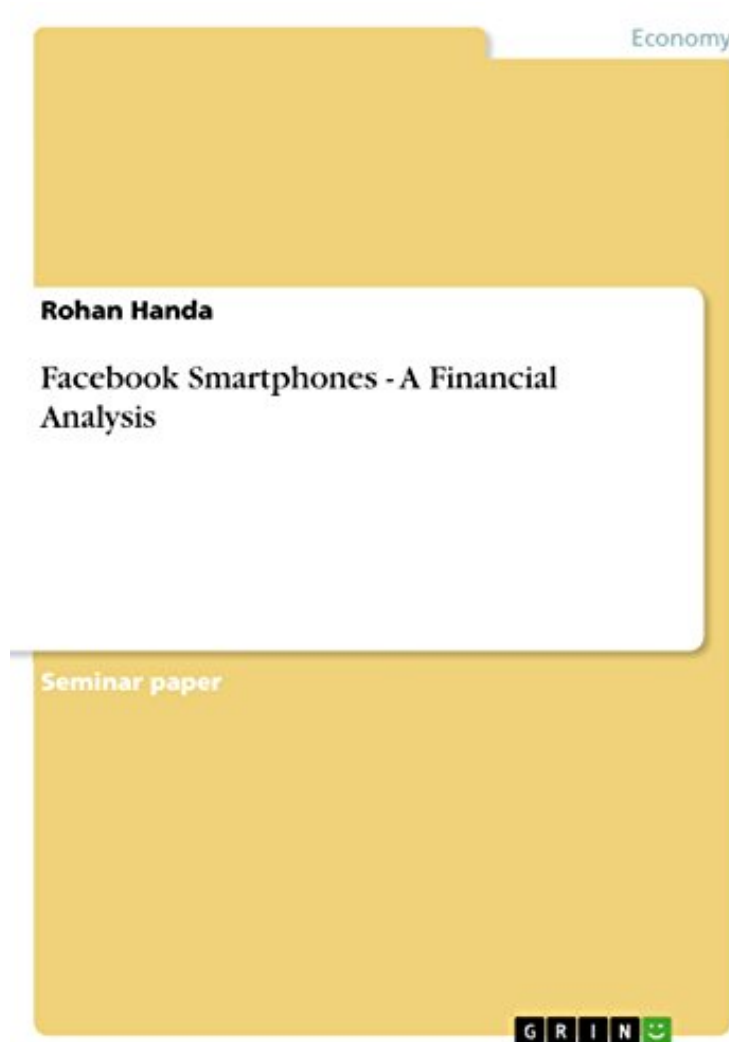 Economy
Rohan Handa
Facebook Smartphones - A Financial
Analysis
Seminar paper
GRIN